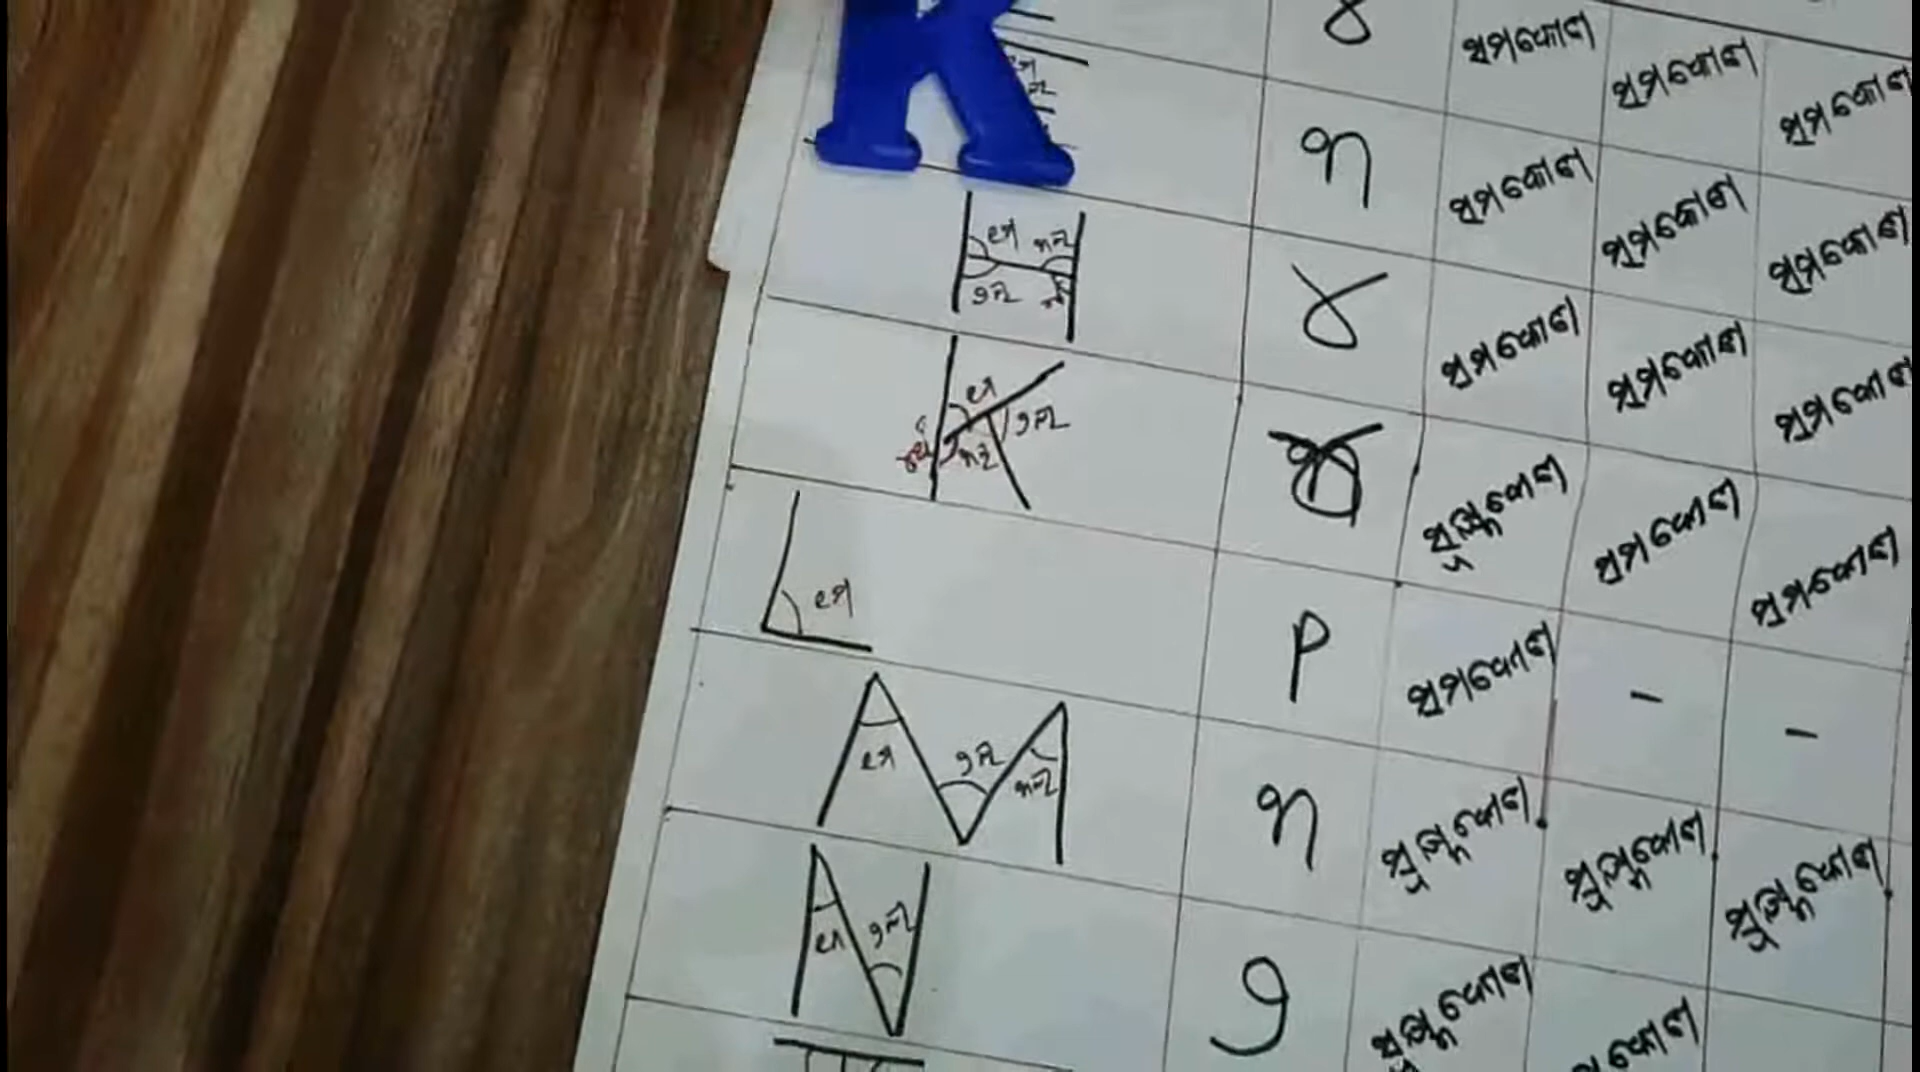 K
୪
ସମକୋଣ ସମକୋଣ ସମକୋଣ
୩
ସମକୋଣ ସମକୋଣ ସମକୋଣ
H
୧ମ ୩ୟ
୨ୟ
୪
ସମକୋଣ ସମକୋଣ ସମକୋଣ
K
୧ମ ୨ୟ
୩ୟ
ସୂକ୍ଷ୍ମକୋଣ ସମକୋଣ ସମକୋଣ
L
୧ମ
୧
ସମକୋଣ - -
M
୧ମ ୨ୟ ୩ୟ
୩
ସୂକ୍ଷ୍ମକୋଣ ସୂକ୍ଷ୍ମକୋଣ ସୂକ୍ଷ୍ମକୋଣ
N
୧ମ ୨ୟ
୨
ସୂକ୍ଷ୍ମକୋଣ